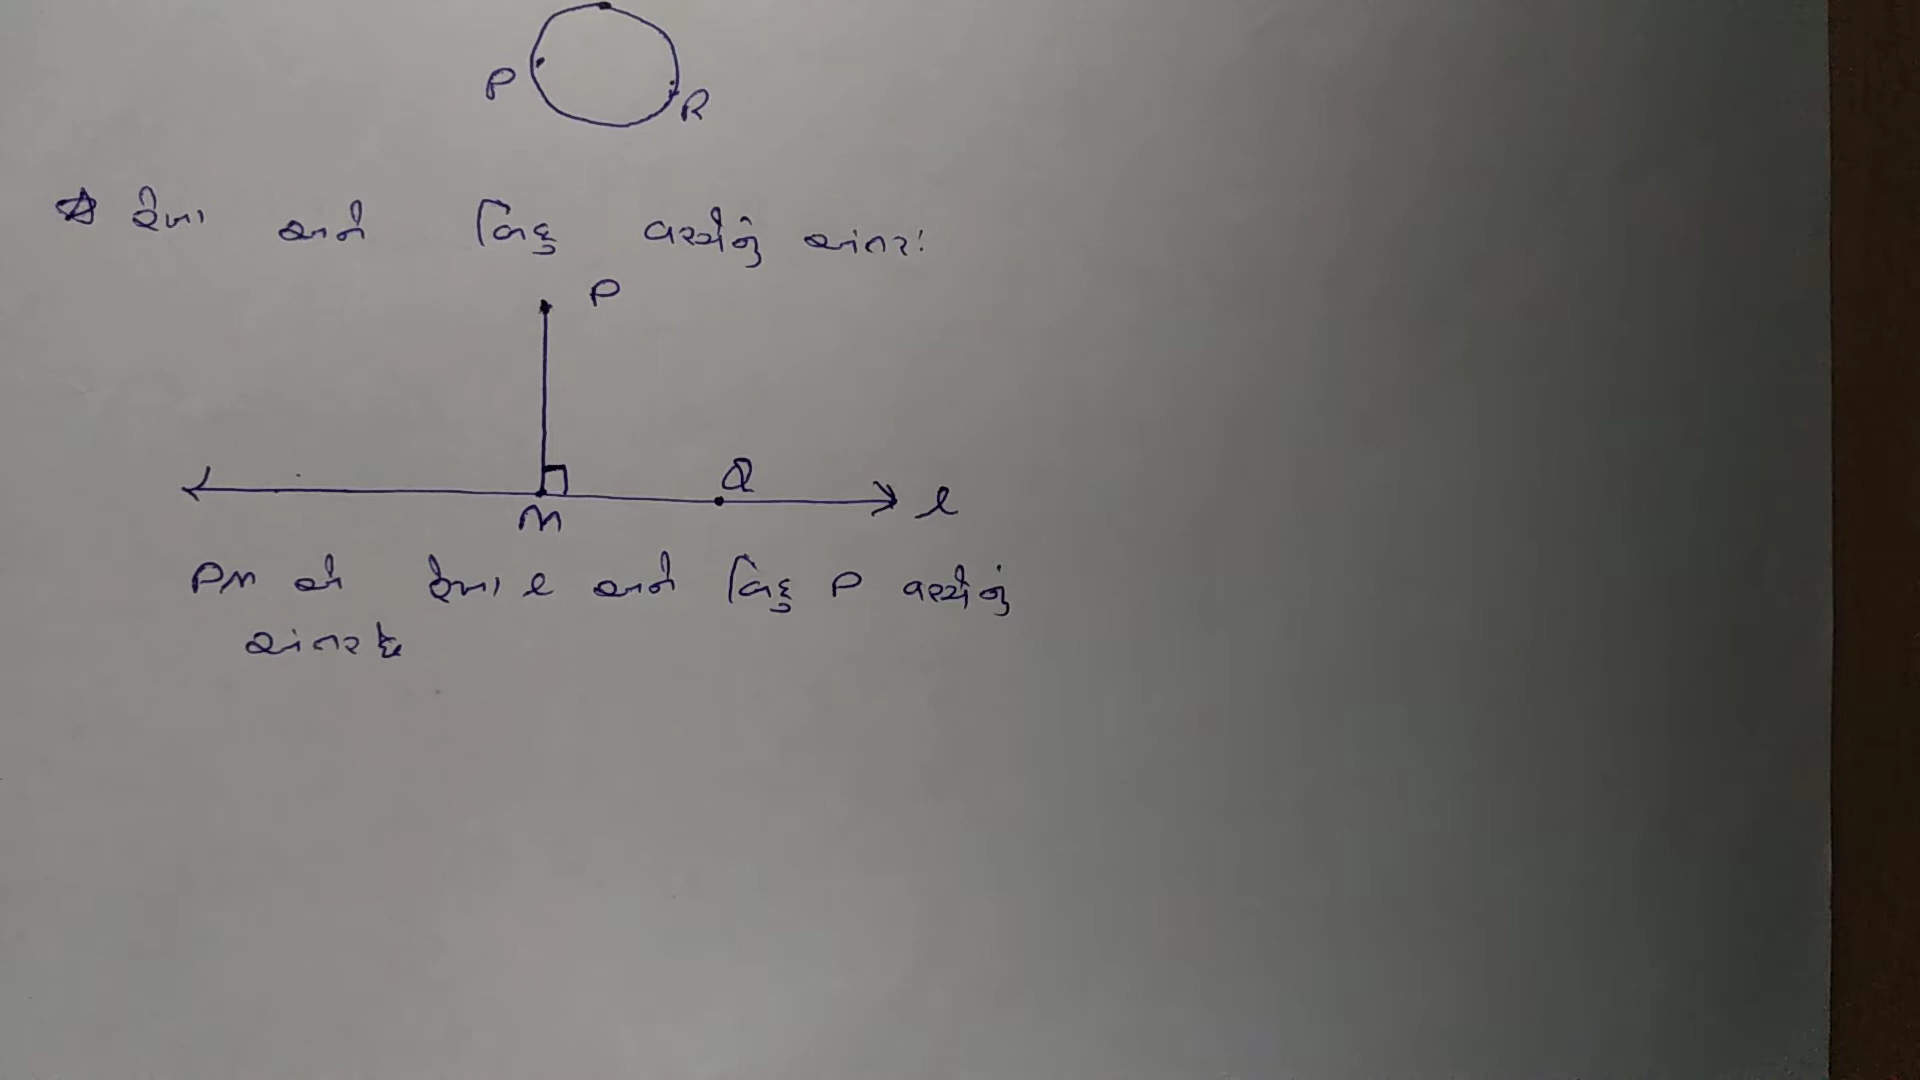 P
R
* રેખા અને બિંદુ વચ્ચેનું અંતર:
P
Q
M
l
PM એ રેખા l અને બિંદુ P વચ્ચેનું
અંતર છે